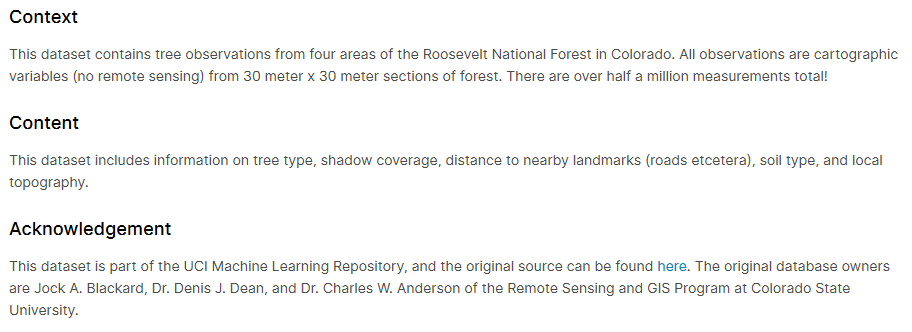 Context
This dataset contains tree observations from four areas of the Roosevelt National Forest in Colorado. All observations are cartographic
variables (no remote sensing) from 30 meter x 30 meter sections of forest. There are over half a million measurements total!
Content
This dataset includes information on tree type, shadow coverage, distance to nearby landmarks (roads etcetera), soil type, and local
topography.
Acknowledgement
This dataset is part of the UCI Machine Learning Repository, and the original source can be found here. The original database owners
are Jock A. Blackard, Dr. Denis J. Dean, and Dr. Charles W. Anderson of the Remote Sensing and GIS Program at Colorado State
University.